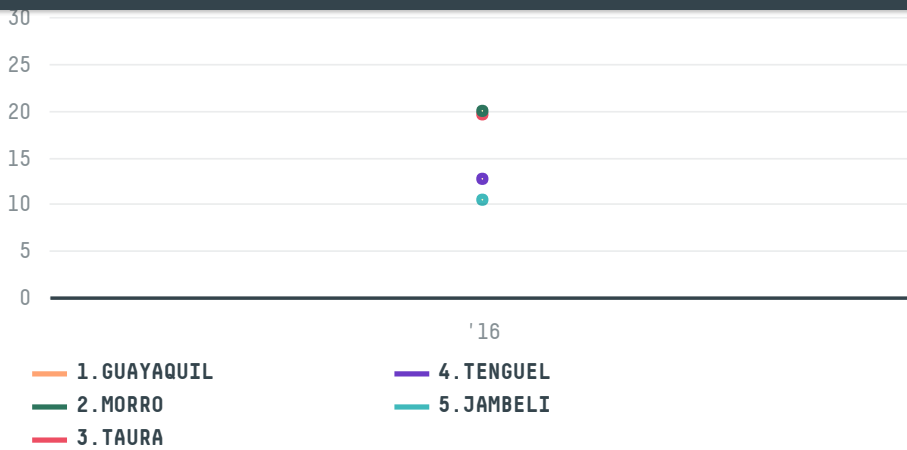 30
25
20
15
10
5
0
'16
1.GUAYAQUIL
2.MORRO
3.TAURA
4.TENGUEL
5.JAMBELI